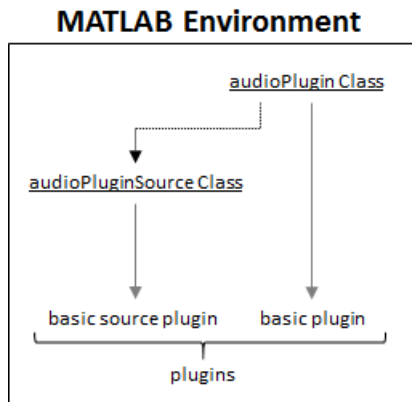 MATLAB Environment
audioPlugin Class
audioPluginSource Class
basic source plugin
basic plugin
plugins